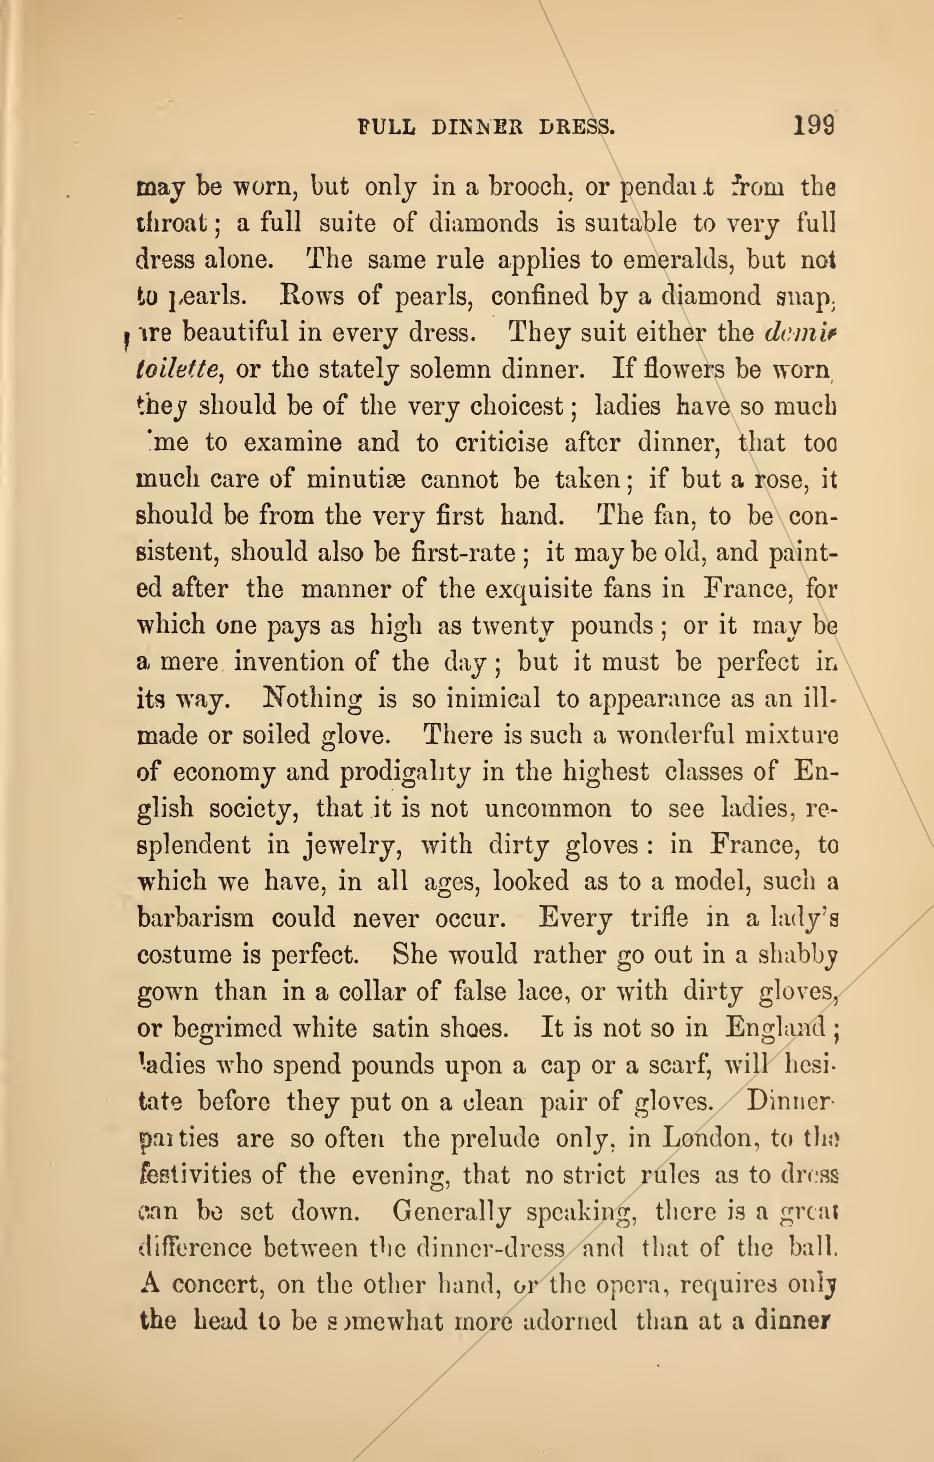 FULL DINNER DRESS. 199
may be worn, but only in a brooch, or pendant from the
throat; a full suite of diamonds is suitable to very full
dress alone. The same rule applies to emeralds, but not
to pearls. Rows of pearls, confined by a diamond snap,
are beautiful in every dress. They suit either the demie
toilette, or the stately solemn dinner. If flowers be worn
they should be of the very choicest; ladies have so much
me to examine and to criticise after dinner, that too
much care of minutiæ cannot be taken; if but a rose, it
should be from the very first hand. The fan, to be con-
sistent, should also be first-rate; it may be old, and paint-
ed after the manner of the exquisite fans in France, for
which one pays as high as twenty pounds; or it may be
a mere invention of the day; but it must be perfect in
its way. Nothing is so inimical to appearance as an ill-
made or soiled glove. There is such a wonderful mixture
of economy and prodigality in the highest classes of En-
glish society, that it is not uncommon to see ladies, re-
splendent in jewelry, with dirty gloves: in France, to
which we have, in all ages, looked as to a model, such a
barbarism could never occur. Every trifle in a lady's
costume is perfect. She would rather go out in a shabby
gown than in a collar of false lace, or with dirty gloves,
or begrimed white satin shoes. It is not so in England;
ladies who spend pounds upon a cap or a scarf, will hesi-
tate before they put on a clean pair of gloves. Dinner-
parties are so often the prelude only, in London, to the
festivities of the evening, that no strict rules as to dress
can be set down. Generally speaking, there is a great
difference between the dinner-dress and that of the ball.
A concert, on the other hand, or the opera, requires only
the head to be somewhat more adorned than at a dinner